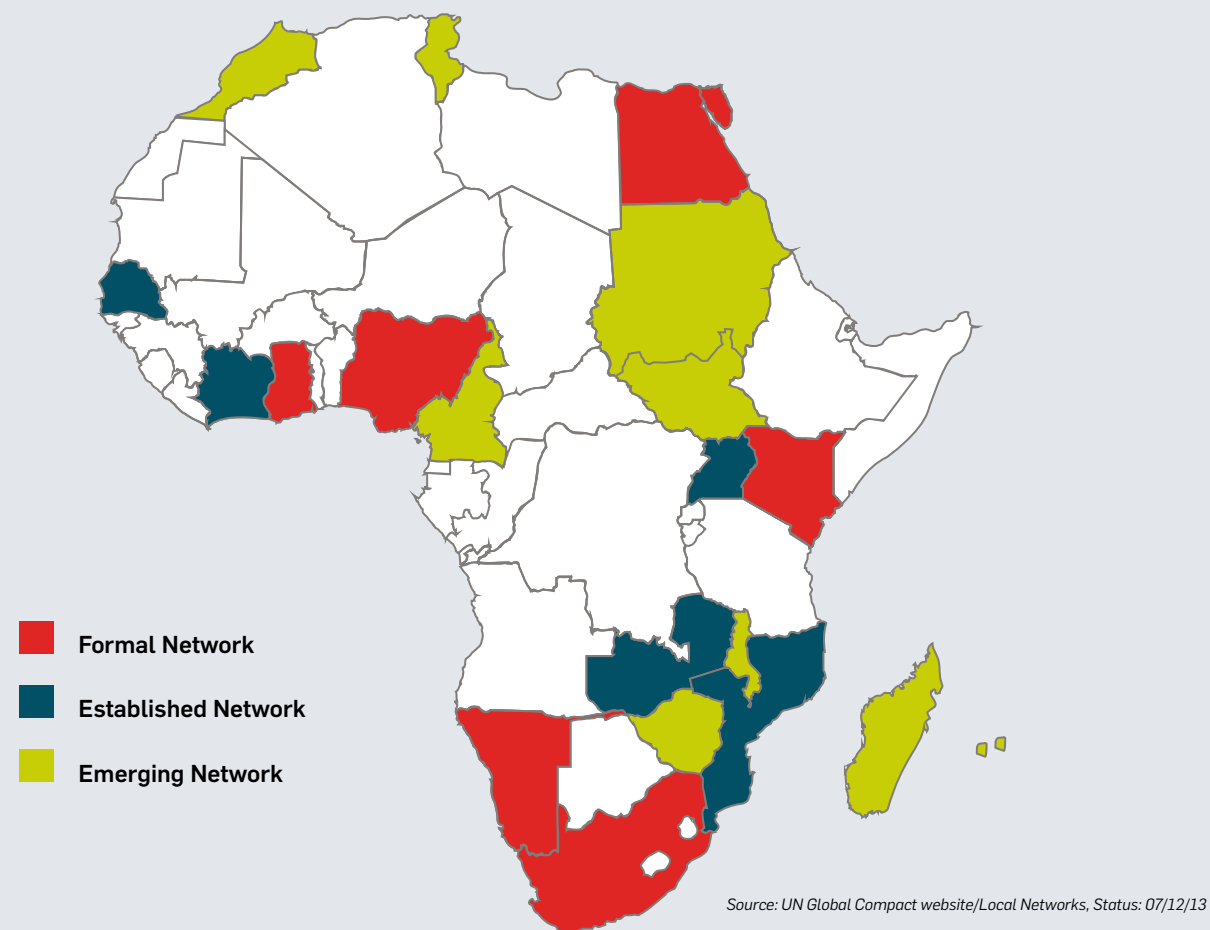 Formal Network
Established Network
Emerging Network
Source: UN Global Compact website/Local Networks, Status: 07/12/13